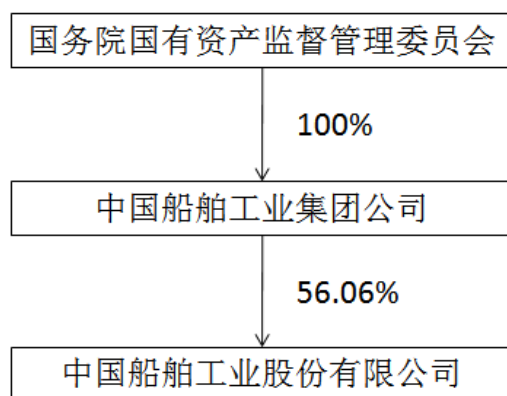 国务院国有资产监督管理委员会
100%
中国船舶工业集团公司
56.06%
中国船舶工业股份有限公司